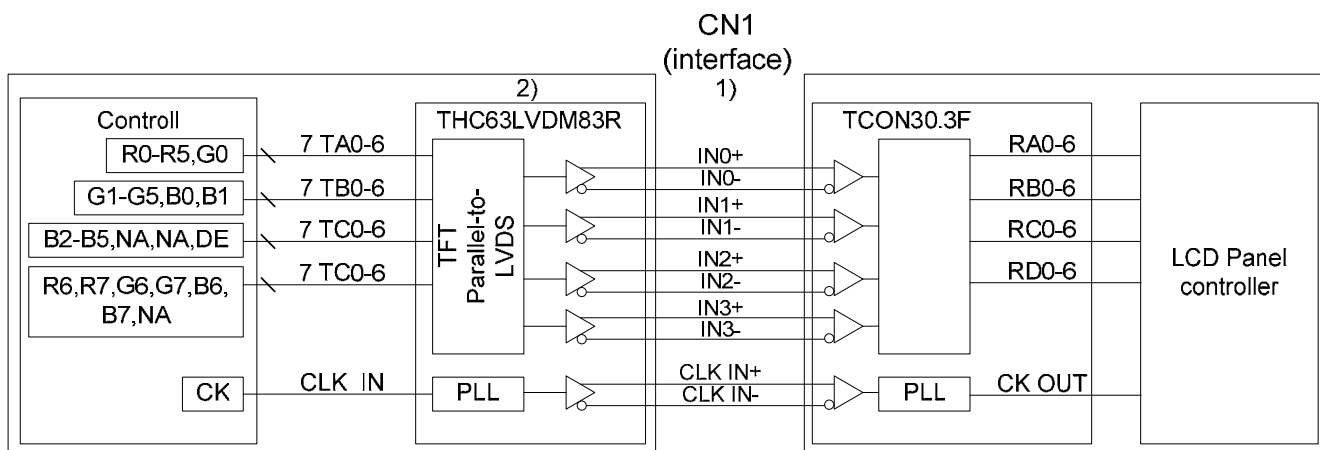 CN1
(interface)
1)
2)
Controll
R0-R5,G0
G1-G5,B0,B1
B2-B5,NA,NA,DE
R6,R7,G6,G7,B6,
B7,NA
CK
7 TA0-6
7 TB0-6
7 TC0-6
7 TC0-6
CLK IN
THC63LVDM83R
TFT
Parallel-to-
LVDS
PLL
IN0+
IN0-
IN1+
IN1-
IN2+
IN2-
IN3+
IN3-
CLK IN+
CLK IN-
TCON30.3F
PLL
RA0-6
RB0-6
RC0-6
RD0-6
CK OUT
LCD Panel
controller